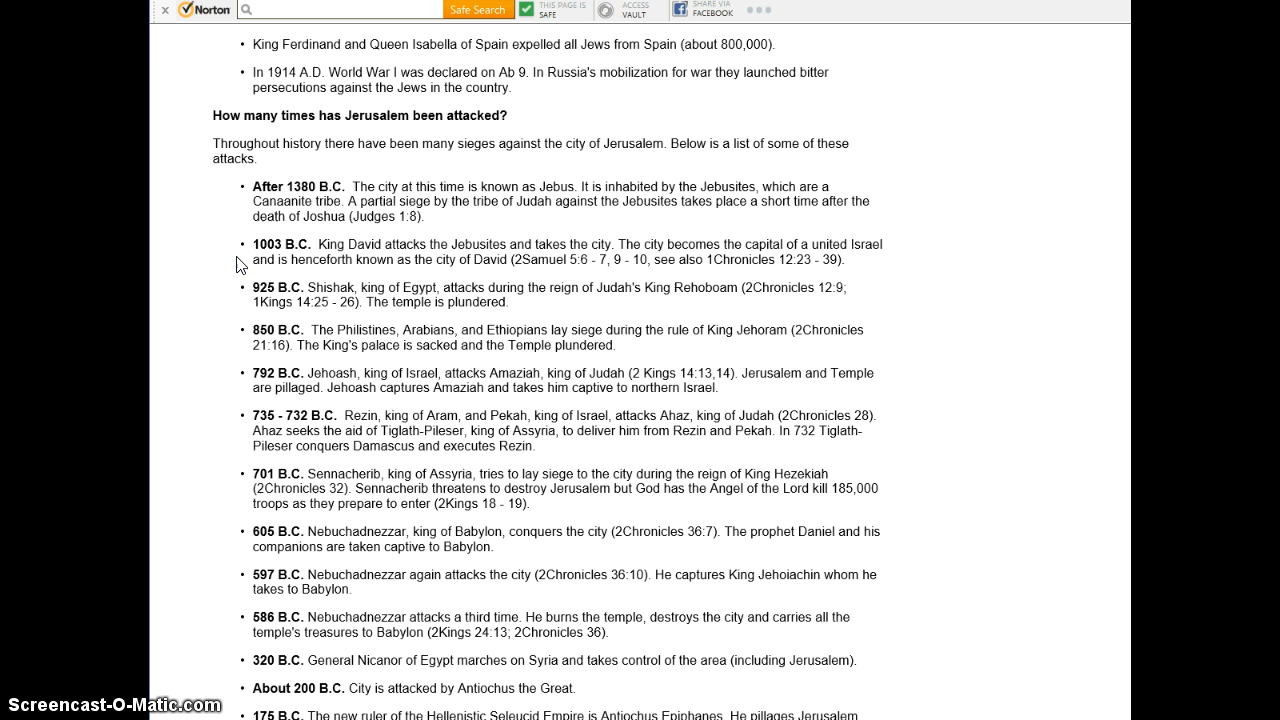 Norton
Safe Search
THIS PAGE IS
SAFE
ACCESS
VAULT
SHARE VIA
FACEBOOK
• King Ferdinand and Queen Isabella of Spain expelled all Jews from Spain (about 800,000).
• In 1914 A.D. World War I was declared on Ab 9. In Russia's mobilization for war they launched bitter
persecutions against the Jews in the country.
How many times has Jerusalem been attacked?
Throughout history there have been many sieges against the city of Jerusalem. Below is a list of some of these
attacks.
• After 1380 B.C. The city at this time is known as Jebus. It is inhabited by the Jebusites, which are a
Canaanite tribe. A partial siege by the tribe of Judah against the Jebusites takes place a short time after the
death of Joshua (Judges 1:8).
• 1003 B.C. King David attacks the Jebusites and takes the city. The city becomes the capital of a united Israel
and is henceforth known as the city of David (2Samuel 5:6 - 7, 9 - 10, see also 1Chronicles 12:23 - 39).
• 925 B.C. Shishak, king of Egypt, attacks during the reign of Judah's King Rehoboam (2Chronicles 12:9;
1Kings 14:25 - 26). The temple is plundered.
• 850 B.C. The Philistines, Arabians, and Ethiopians lay siege during the rule of King Jehoram (2Chronicles
21:16). The King's palace is sacked and the Temple plundered.
• 792 B.C. Jehoash, king of Israel, attacks Amaziah, king of Judah (2 Kings 14:13,14). Jerusalem and Temple
are pillaged. Jehoash captures Amaziah and takes him captive to northern Israel.
• 735 - 732 B.C. Rezin, king of Aram, and Pekah, king of Israel, attacks Ahaz, king of Judah (2Chronicles 28).
Ahaz seeks the aid of Tiglath-Pileser, king of Assyria, to deliver him from Rezin and Pekah. In 732 Tiglath-
Pileser conquers Damascus and executes Rezin.
• 701 B.C. Sennacherib, king of Assyria, tries to lay siege to the city during the reign of King Hezekiah
(2Chronicles 32). Sennacherib threatens to destroy Jerusalem but God has the Angel of the Lord kill 185,000
troops as they prepare to enter (2Kings 18 - 19).
• 605 B.C. Nebuchadnezzar, king of Babylon, conquers the city (2Chronicles 36:7). The prophet Daniel and his
companions are taken captive to Babylon.
• 597 B.C. Nebuchadnezzar again attacks the city (2Chronicles 36:10). He captures King Jehoiachin whom he
takes to Babylon.
• 586 B.C. Nebuchadnezzar attacks a third time. He burns the temple, destroys the city and carries all the
temple's treasures to Babylon (2Kings 24:13; 2Chronicles 36).
• 320 B.C. General Nicanor of Egypt marches on Syria and takes control of the area (including Jerusalem).
• About 200 B.C. City is attacked by Antiochus the Great.
• 175 B.C. The new ruler of the Hellenistic Seleucid Empire is Antiochus Epiphanes. He pillages Jerusalem
Screencast-O-Matic.com